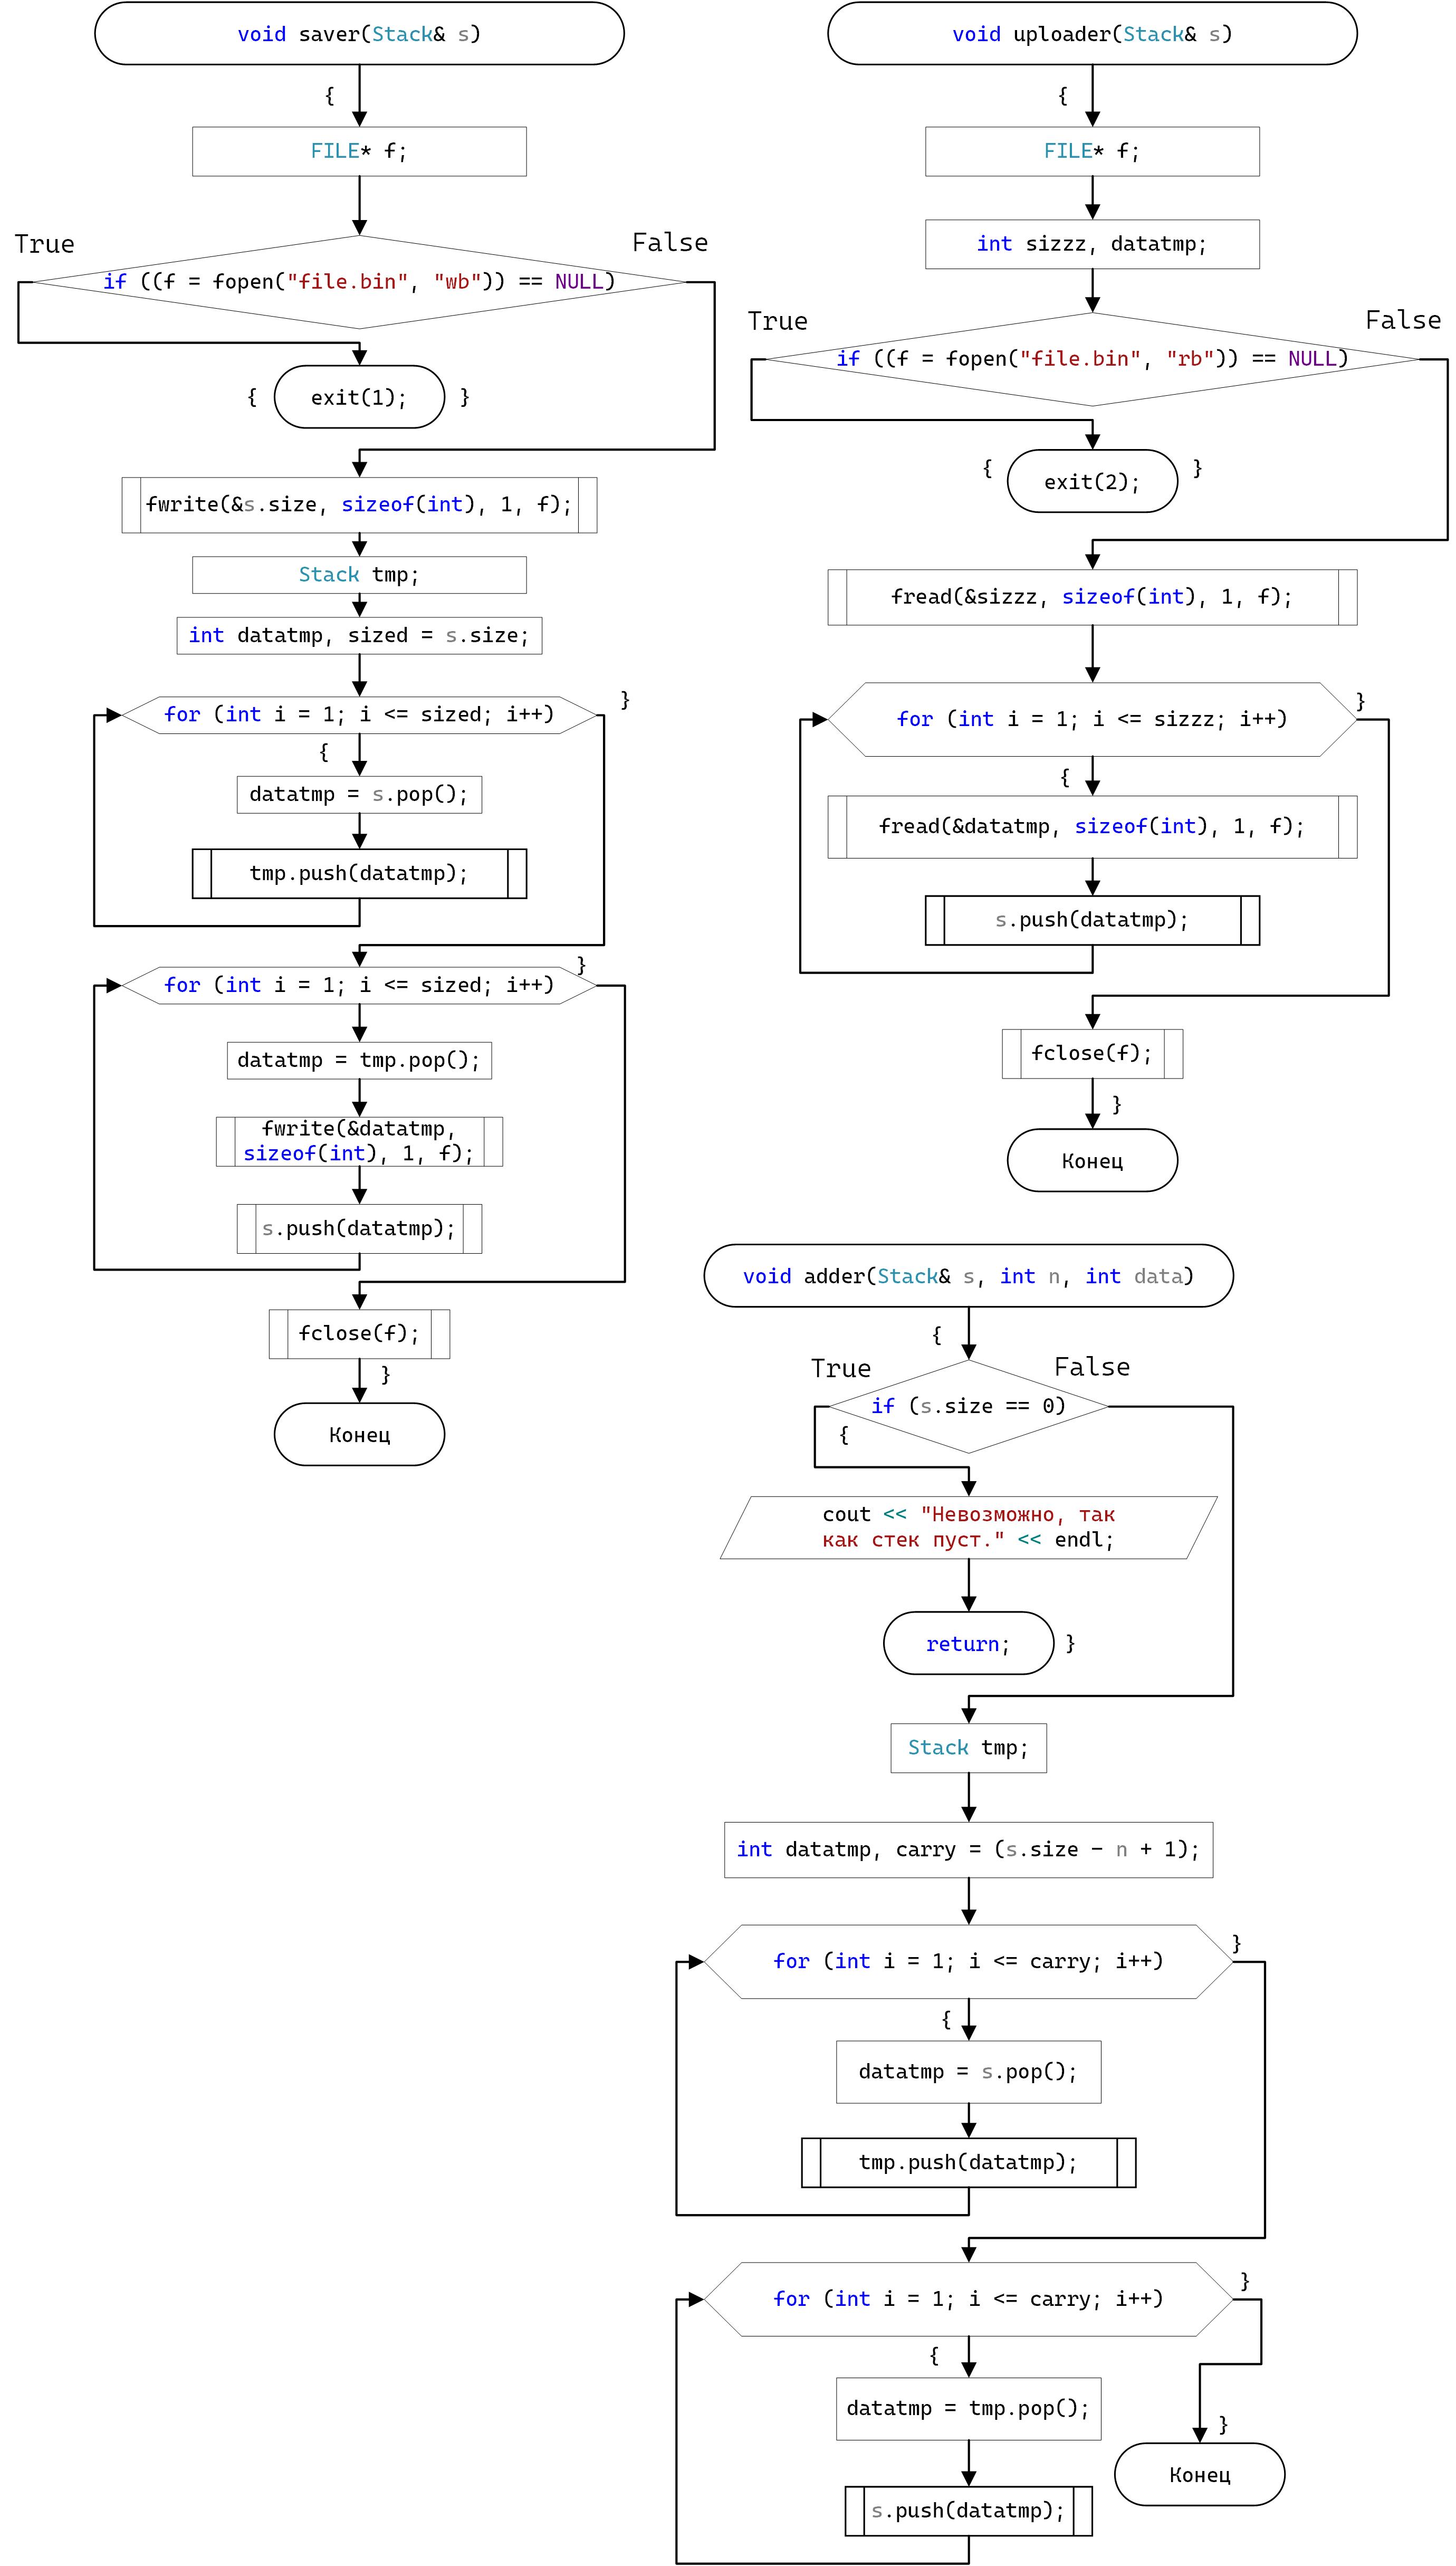 void saver(Stack& s)
{
FILE* f;
True
False
if ((f = fopen("file.bin", "wb")) == NULL)
{
exit(1);
}
fwrite(&s.size, sizeof(int), 1, f);
Stack tmp;
int datatmp, sized = s.size;
for (int i = 1; i <= sized; i++)
}
{
datatmp = s.pop();
tmp.push(datatmp);
}
for (int i = 1; i <= sized; i++)
datatmp = tmp.pop();
fwrite(&datatmp,
sizeof(int), 1, f);
s.push(datatmp);
fclose(f);
}
Конец
void uploader(Stack& s)
{
FILE* f;
int sizzz, datatmp;
True
False
if ((f = fopen("file.bin", "rb")) == NULL)
{
}
exit(2);
fread(&sizzz, sizeof(int), 1, f);
}
for (int i = 1; i <= sizzz; i++)
{
fread(&datatmp, sizeof(int), 1, f);
s.push(datatmp);
fclose(f);
}
Конец
void adder(Stack& s, int n, int data)
{
True
False
if (s.size == 0)
{
cout << "Невозможно, так
как стек пуст." << endl;
return;
}
Stack tmp;
int datatmp, carry = (s.size - n + 1);
}
for (int i = 1; i <= carry; i++)
{
datatmp = s.pop();
tmp.push(datatmp);
}
for (int i = 1; i <= carry; i++)
{
datatmp = tmp.pop();
}
Конец
s.push(datatmp);